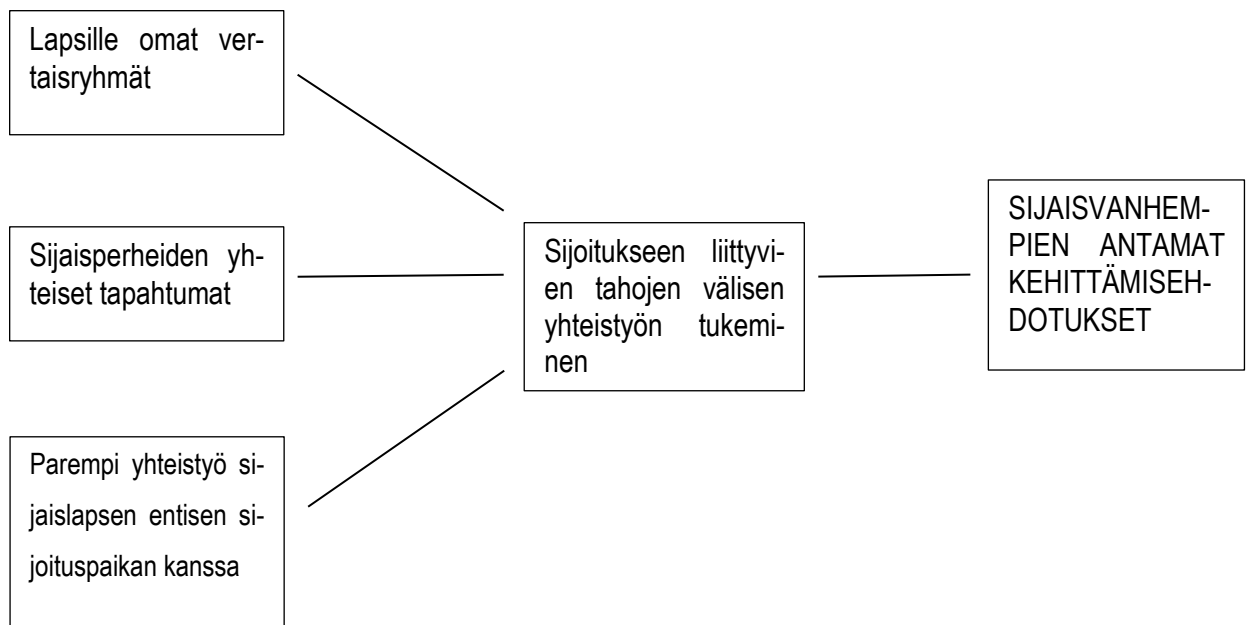 Lapsille omat ver-
taisryhmät
Sijaisperheiden yh-
teiset tapahtumat
Parempi yhteistyö si-
jaislapsen entisen si-
joituspaikan kanssa
Sijoitukseen liittyvi-
en tahojen välisen
yhteistyön tukemi-
nen
SIJAISVANHEM-
PIEN ANTAMAT
KEHITTÄMISEH-
DOTUKSET